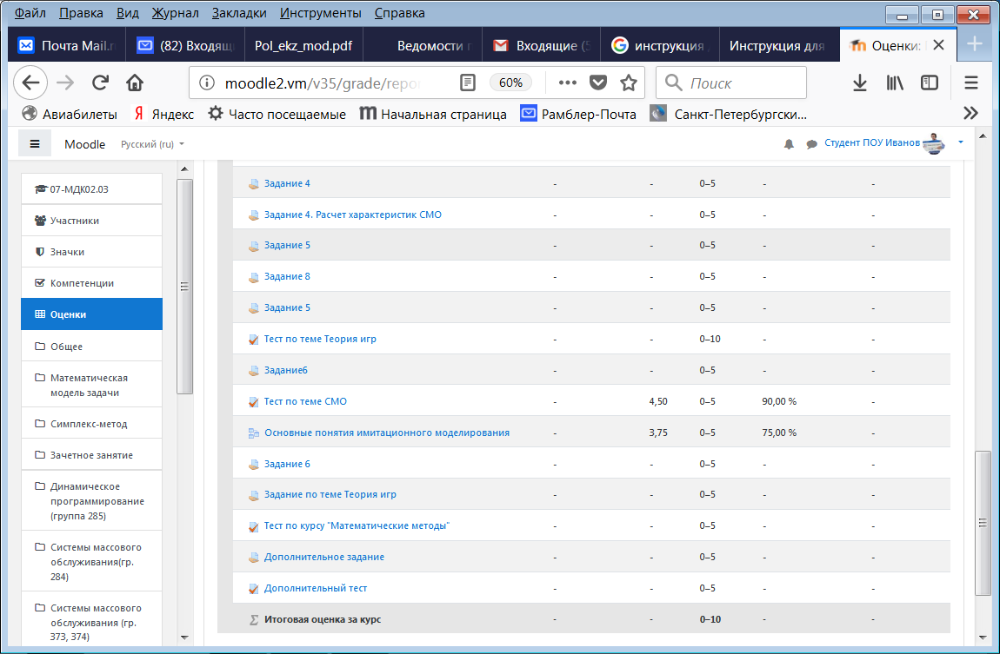 Файл Правка Вид Журнал Закладки Инструменты Справка
Почта Mail.r (82) Входящ Pol_ekz_mod.pdf Ведомости Входящие (5 инструкция Инструкция для Оценки:
moodle2.vm/v35/grade/repo 60% Поиск
Авиабилеты Яндекс Часто посещаемые Начальная страница Рамблер-Почта Санкт-Петербургски...
Moodle Русский (ru) Студент ПОУ Иванов
07-МДК02.03
Участники
Значки
Компетенции
Оценки
Общее
Математическая
модель задачи
Симплекс-метод
Зачетное занятие
Динамическое
программирование
(группа 285)
Системы массового
обслуживания(гр.
284)
Системы массового
обслуживания (гр.
373, 374)
Задание 4 - - 0–5 - -
Задание 4. Расчет характеристик СМО - - 0–5 - -
Задание 5 - - 0–5 - -
Задание 8 - - 0–5 - -
Задание 5 - - 0–5 - -
Тест по теме Теория игр - - 0–10 - -
Задание6 - - 0–5 - -
Тест по теме СМО - 4,50 0–5 90,00 % -
Основные понятия имитационного моделирования - 3,75 0–5 75,00 % -
Задание 6 - - 0–5 - -
Задание по теме Теория игр - - 0–5 - -
Тест по курсу "Математические методы" - - 0–5 - -
Дополнительное задание - - 0–5 - -
Дополнительный тест - - 0–5 - -
Итоговая оценка за курс - - 0–10 - -